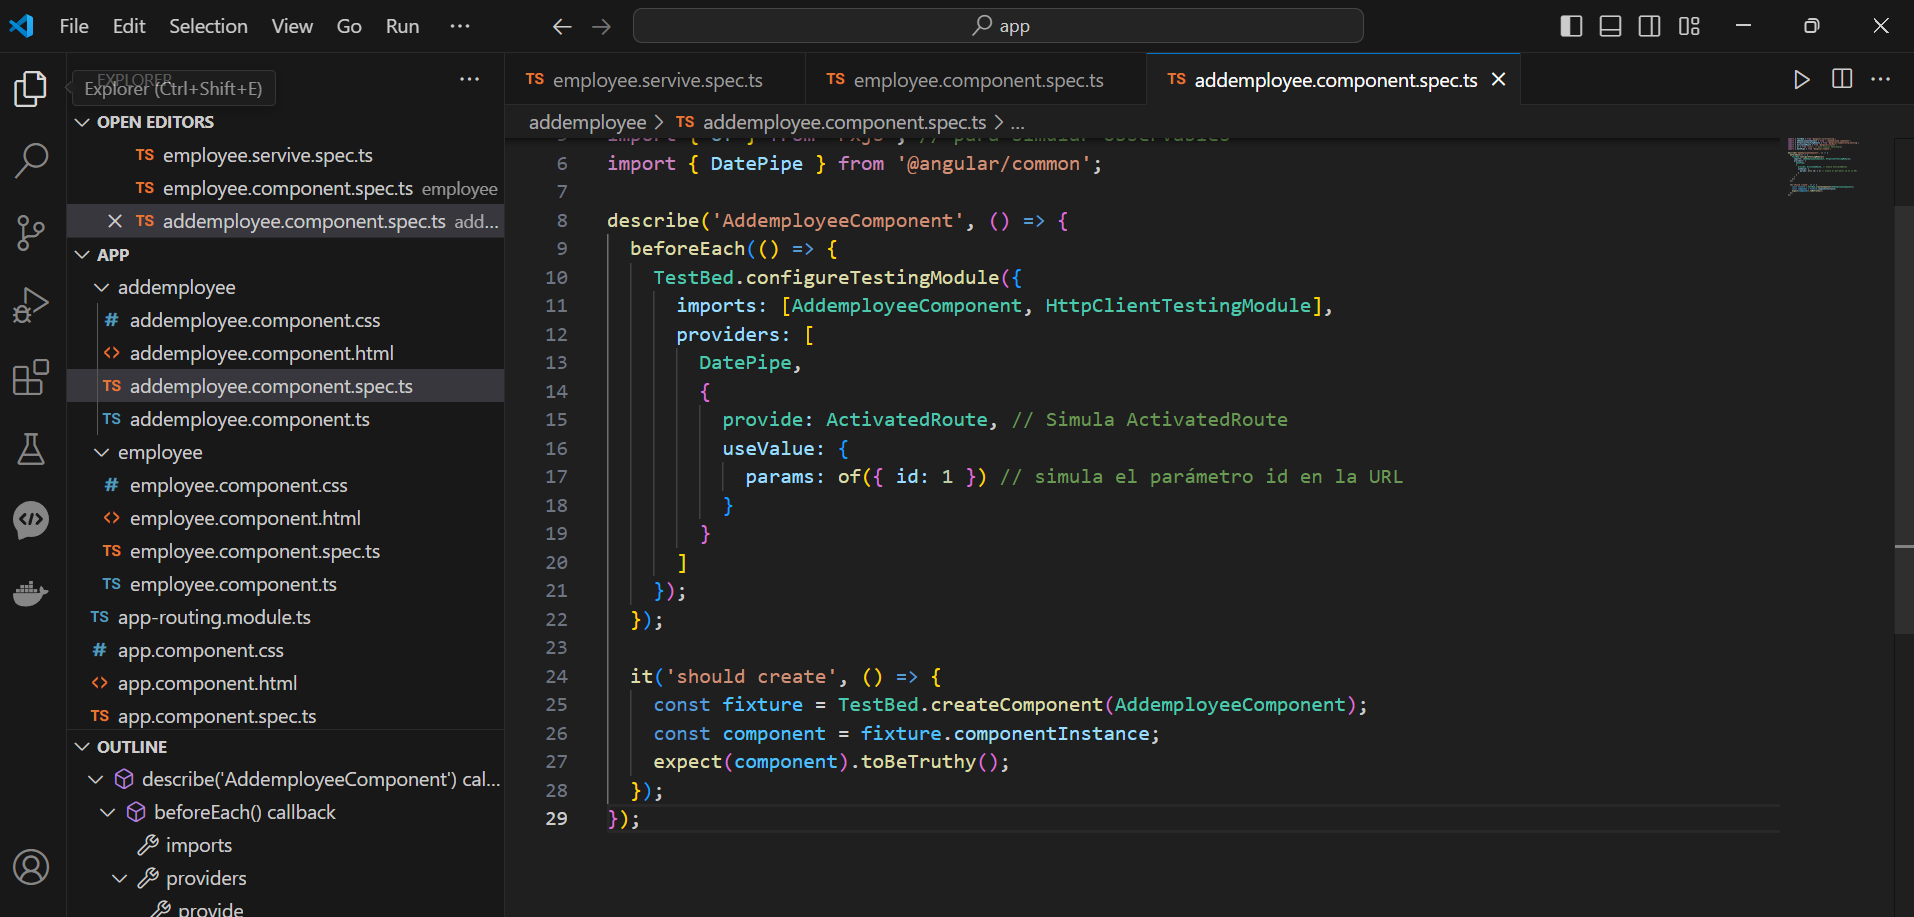 File Edit Selection View Go Run ···
app
EXPLORER
Explorer (Ctrl+Shift+E)
OPEN EDITORS
TS employee.servive.spec.ts
TS employee.component.spec.ts employee
TS addemployee.component.spec.ts add...
APP
addemployee
# addemployee.component.css
<> addemployee.component.html
TS addemployee.component.spec.ts
TS addemployee.component.ts
employee
# employee.component.css
<> employee.component.html
TS employee.component.spec.ts
TS employee.component.ts
TS app-routing.module.ts
# app.component.css
<> app.component.html
TS app.component.spec.ts
OUTLINE
describe('AddemployeeComponent') cal...
beforeEach() callback
imports
providers
provide
TS employee.servive.spec.ts
TS employee.component.spec.ts
TS addemployee.component.spec.ts
addemployee > TS addemployee.component.spec.ts > ...
5 import { of } from 'rxjs'; // para simular observables
6 import { DatePipe } from '@angular/common';
7
8 describe('AddemployeeComponent', () => {
9 beforeEach(() => {
10 TestBed.configureTestingModule({
11 imports: [AddemployeeComponent, HttpClientTestingModule],
12 providers: [
13 DatePipe,
14 {
15 provide: ActivatedRoute, // Simula ActivatedRoute
16 useValue: {
17 params: of({ id: 1 }) // simula el parámetro id en la URL
18 }
19 }
20 ]
21 });
22 });
23
24 it('should create', () => {
25 const fixture = TestBed.createComponent(AddemployeeComponent);
26 const component = fixture.componentInstance;
27 expect(component).toBeTruthy();
28 });
29 });